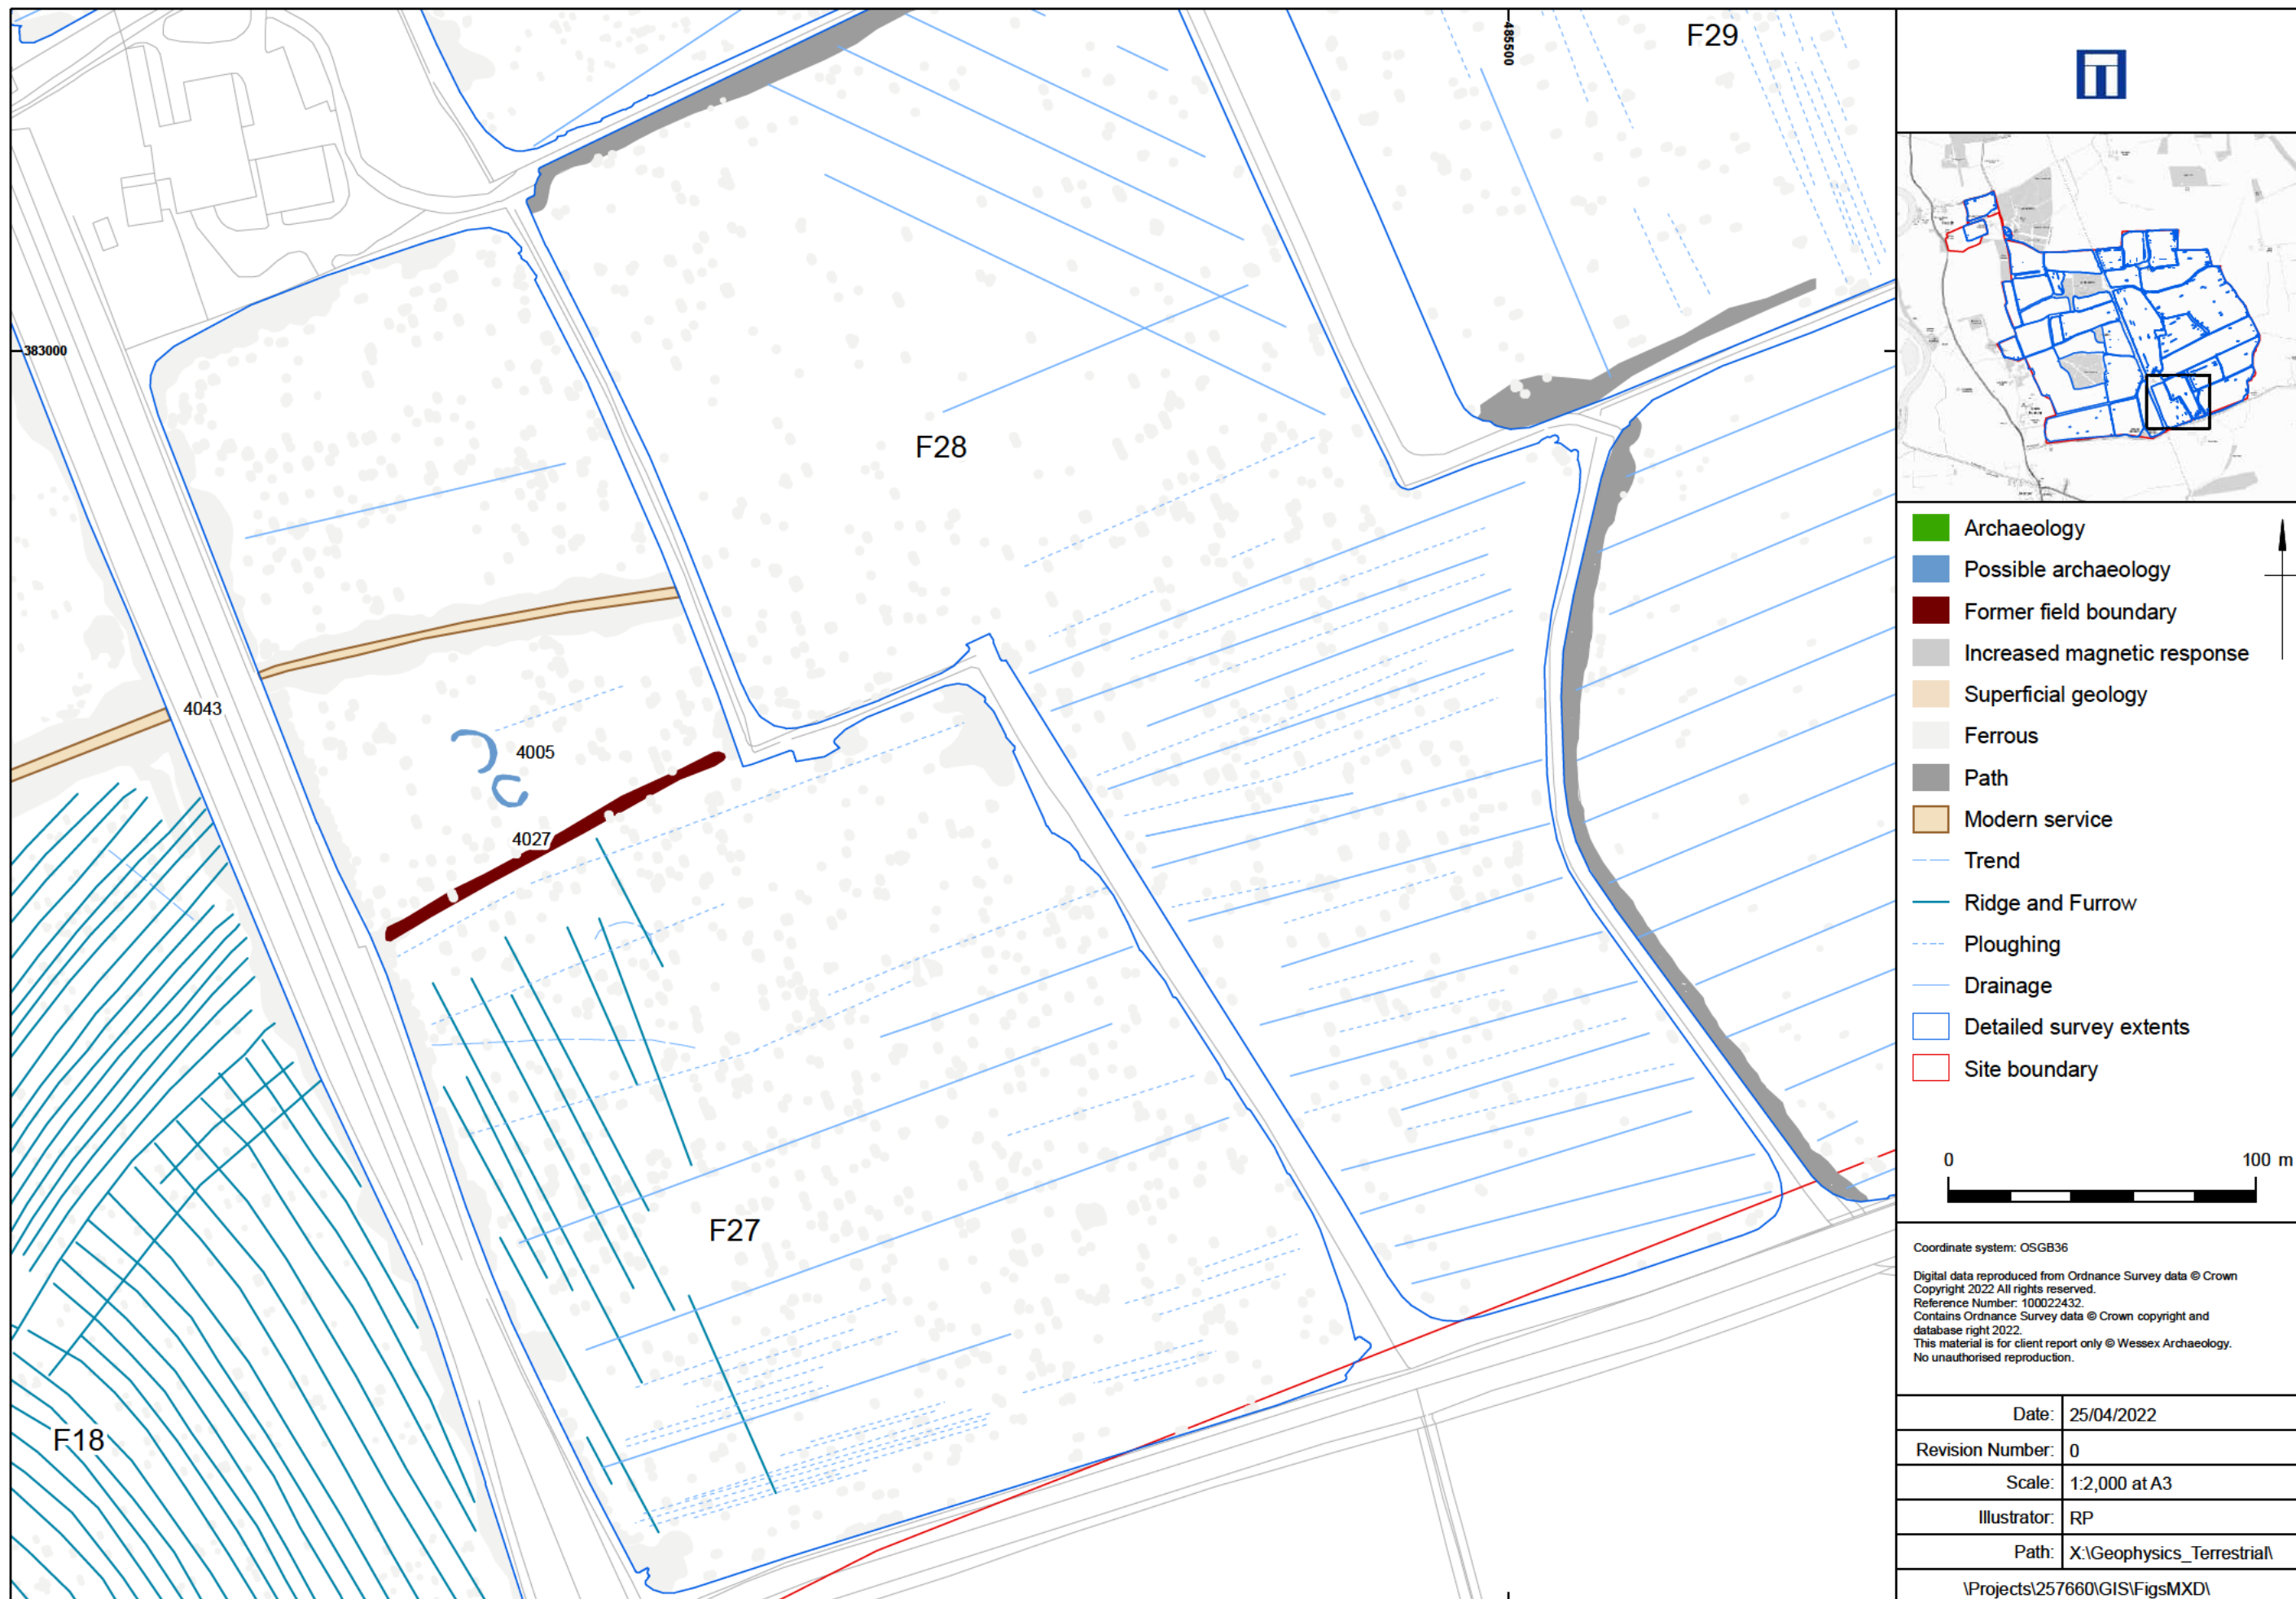 485500
F29
383000
F28
4043
4005
4027
F27
F18
Archaeology
Possible archaeology
Former field boundary
Increased magnetic response
Superficial geology
Ferrous
Path
Modern service
Trend
Ridge and Furrow
Ploughing
Drainage
Detailed survey extents
Site boundary
0 100 m
Coordinate system: OSGB36
Digital data reproduced from Ordnance Survey data © Crown
Copyright 2022 All rights reserved.
Reference Number: 100022432.
Contains Ordnance Survey data © Crown copyright and
database right 2022.
This material is for client report only © Wessex Archaeology.
No unauthorised reproduction.
Date: 25/04/2022
Revision Number: 0
Scale: 1:2,000 at A3
Illustrator: RP
Path: X:\Geophysics_Terrestrial\
\Projects\257660\GIS\FigsMXD\